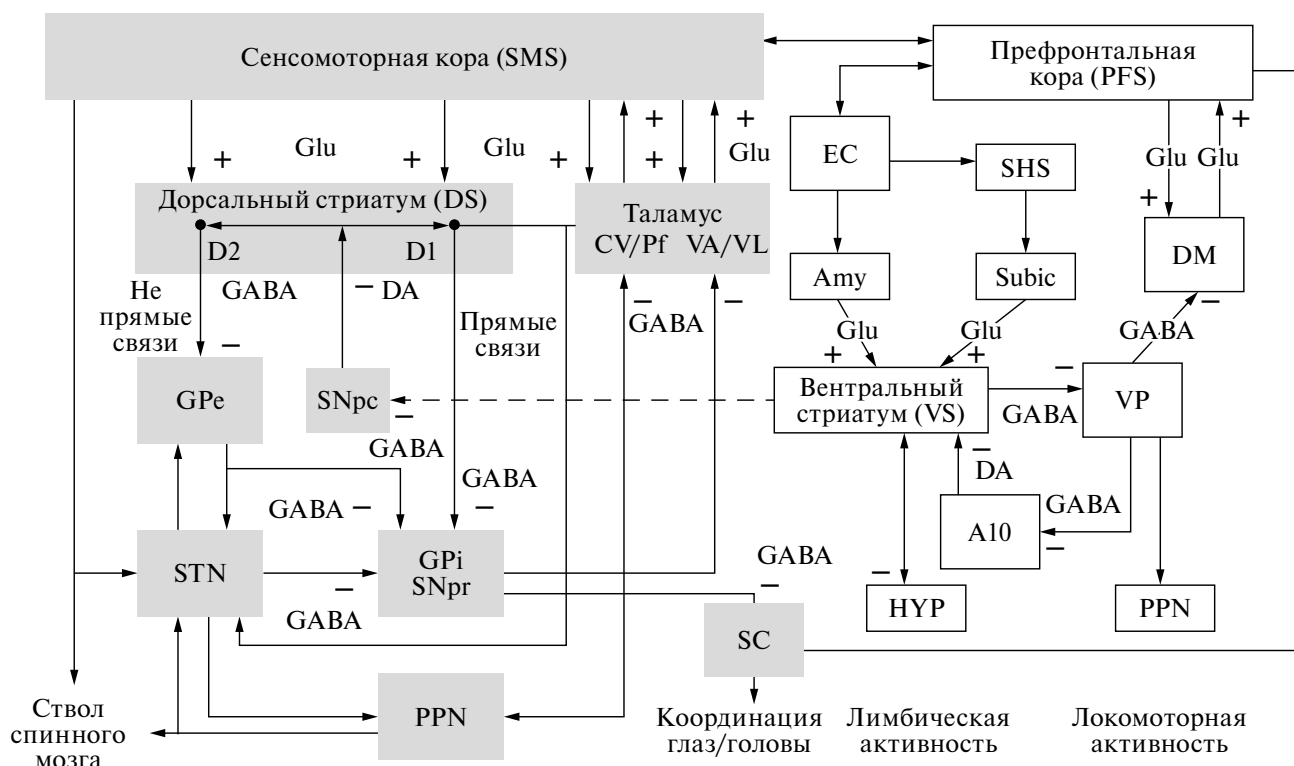 Сенсомоторная кора (SMS)
Префронтальная
кора (PFS)
+
Glu
+
Glu
+
+
+
+
Glu
EC
SHS
Glu
Glu
+
+
Дорсальный стриатум (DS)
D2
D1
Таламус
CV/Pf VA/VL
Amy
Subic
DM
Не
прямые
связи
GABA
− DA
Прямые
связи
−
GABA
−
Glu
Glu
+
+
−
GABA
−
GPe
SNpc
−
GABA
Вентральный
стриатум (VS)
−
GABA
VP
GABA
−
GABA −
−
DA
A10
GABA
−
STN
−
GABA
GPi
SNpr
GABA
−
−
HYP
PPN
SC
PPN
Ствол
спинного
мозга
Координация
глаз/головы
Лимбическая
активность
Локомоторная
активность